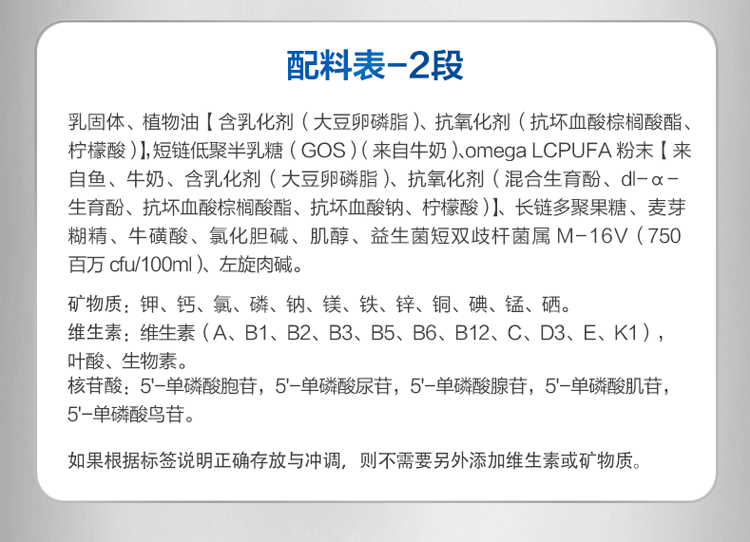 配料表-2段
乳固体、植物油【含乳化剂（大豆卵磷脂）、抗氧化剂（抗坏血酸棕榈酸酯、
柠檬酸）】,短链低聚半乳糖（GOS）（来自牛奶）、omega LCPUFA 粉末【来
自鱼、牛奶、含乳化剂（大豆卵磷脂）、抗氧化剂（混合生育酚、dl-α-
生育酚、抗坏血酸棕榈酸酯、抗坏血酸钠、柠檬酸）】、长链多聚果糖、麦芽
糊精、牛磺酸、氯化胆碱、肌醇、益生菌短双歧杆菌属 M-16V（750
百万 cfu/100ml）、左旋肉碱。
矿物质：钾、钙、氯、磷、钠、镁、铁、锌、铜、碘、锰、硒。
维生素：维生素（A、B1、B2、B3、B5、B6、B12、C、D3、E、K1），
叶酸、生物素。
核苷酸：5'-单磷酸胞苷，5'-单磷酸尿苷，5'-单磷酸腺苷，5'-单磷酸肌苷，
5'-单磷酸鸟苷。
如果根据标签说明正确存放与冲调，则不需要另外添加维生素或矿物质。